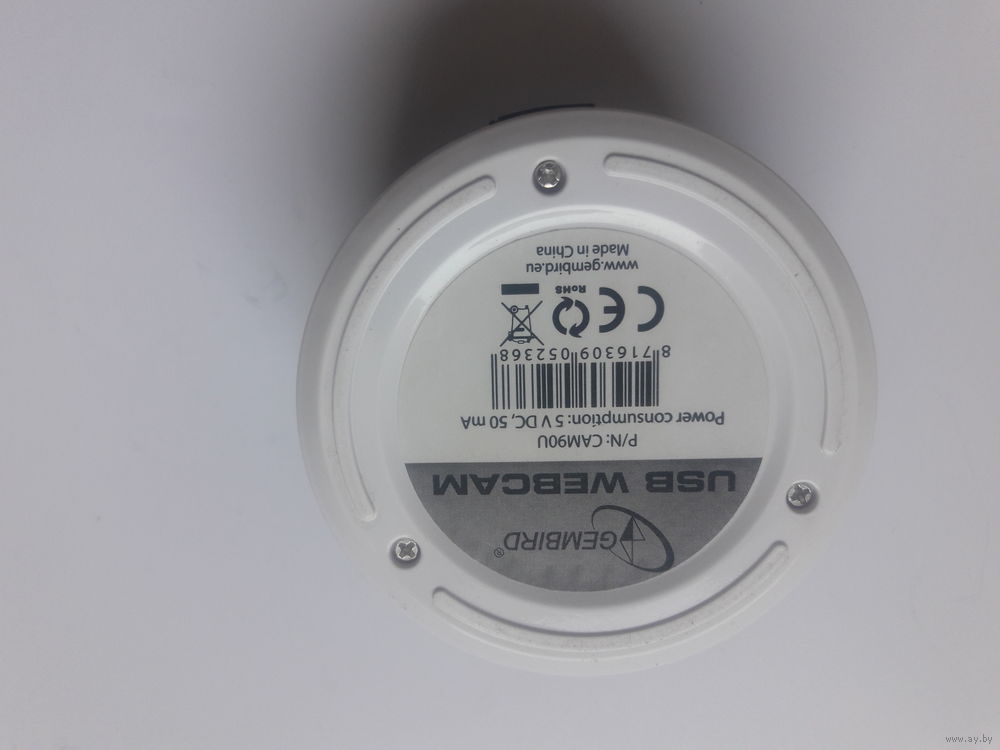 GEMBIRD®
USB WEBCAM
P/N: CAM90U
Power consumption: 5 V DC, 50 mA
8 716309 052368
CE RoHS
www.gembird.eu
Made in China
www.ay.by